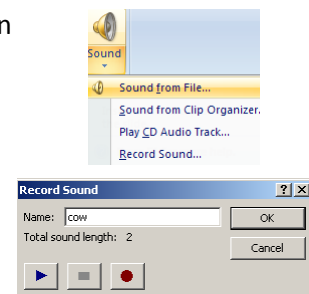 n
Sound
Sound from File...
Sound from Clip Organizer.
Play CD Audio Track...
Record Sound...
Record Sound
Name: cow
OK
Total sound length: 2
Cancel